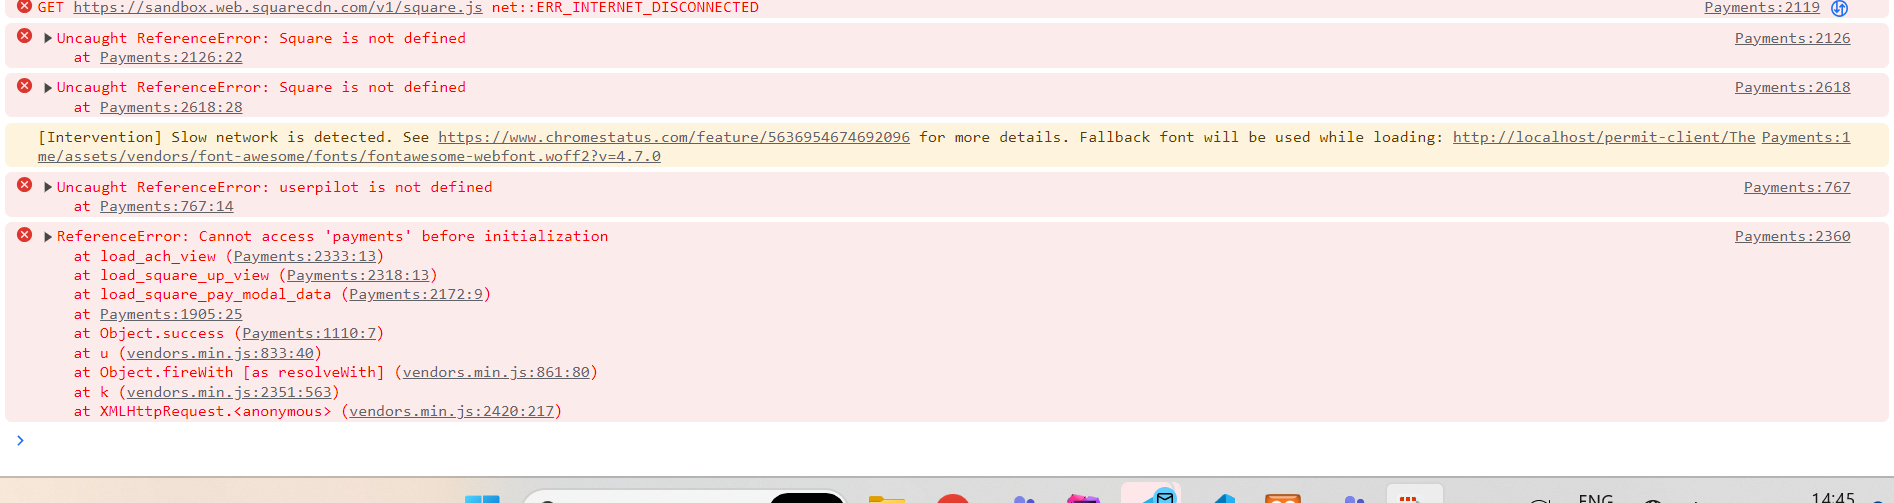 GET https://sandbox.web.squarecdn.com/v1/square.js net::ERR_INTERNET_DISCONNECTED Payments:2119
Uncaught ReferenceError: Square is not defined Payments:2126
at Payments:2126:22
Uncaught ReferenceError: Square is not defined Payments:2618
at Payments:2618:28
[Intervention] Slow network is detected. See https://www.chromestatus.com/feature/5636954674692096 for more details. Fallback font will be used while loading: http://localhost/permit-client/The Payments:1
me/assets/vendors/font-awesome/fonts/fontawesome-webfont.woff2?v=4.7.0
Uncaught ReferenceError: userpilot is not defined Payments:767
at Payments:767:14
ReferenceError: Cannot access 'payments' before initialization Payments:2360
at load_ach_view (Payments:2333:13)
at load_square_up_view (Payments:2318:13)
at load_square_pay_modal_data (Payments:2172:9)
at Payments:1905:25
at Object.success (Payments:1110:7)
at u (vendors.min.js:833:40)
at Object.fireWith [as resolveWith] (vendors.min.js:861:80)
at k (vendors.min.js:2351:563)
at XMLHttpRequest.<anonymous> (vendors.min.js:2420:217)
ENG 14:45